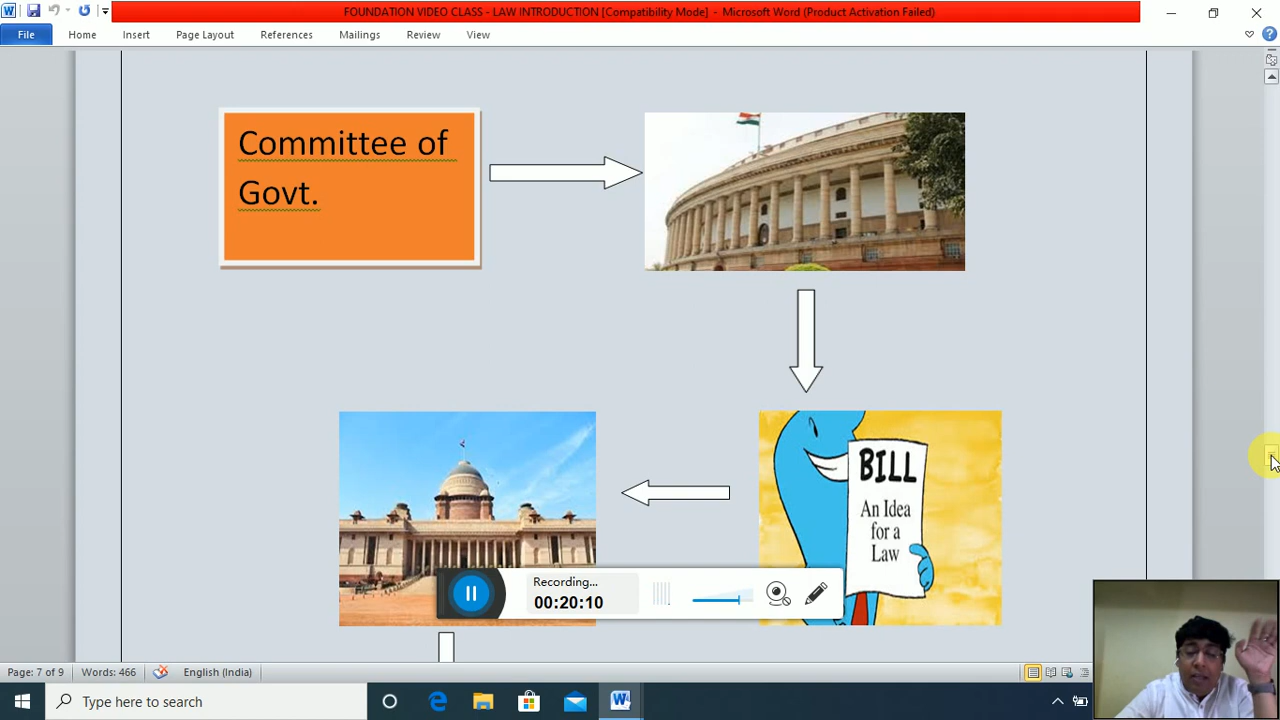 FOUNDATION VIDEO CLASS - LAW INTRODUCTION [Compatibility Mode] - Microsoft Word (Product Activation Failed)
File Home Insert Page Layout References Mailings Review View
Committee of
Govt.
BILL
An Idea
for a
Law
Recording...
00:20:10
Page: 7 of 9 Words: 466 English (India)
Type here to search